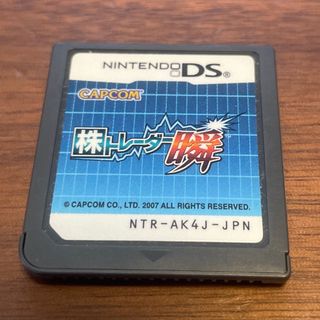 NINTENDO DS®
CAPCOM
株トレーダー瞬
© CAPCOM CO., LTD. 2007 ALL RIGHTS RESERVED.
NTR-AK4J-JPN